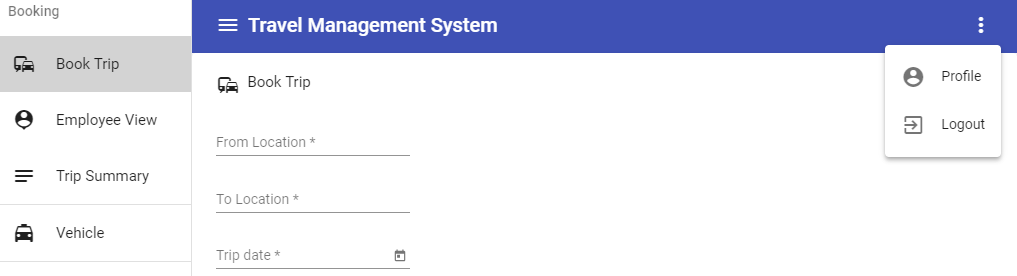 Booking
Book Trip
Employee View
Trip Summary
Vehicle
Travel Management System
Profile
Logout
Book Trip
From Location *
To Location *
Trip date *